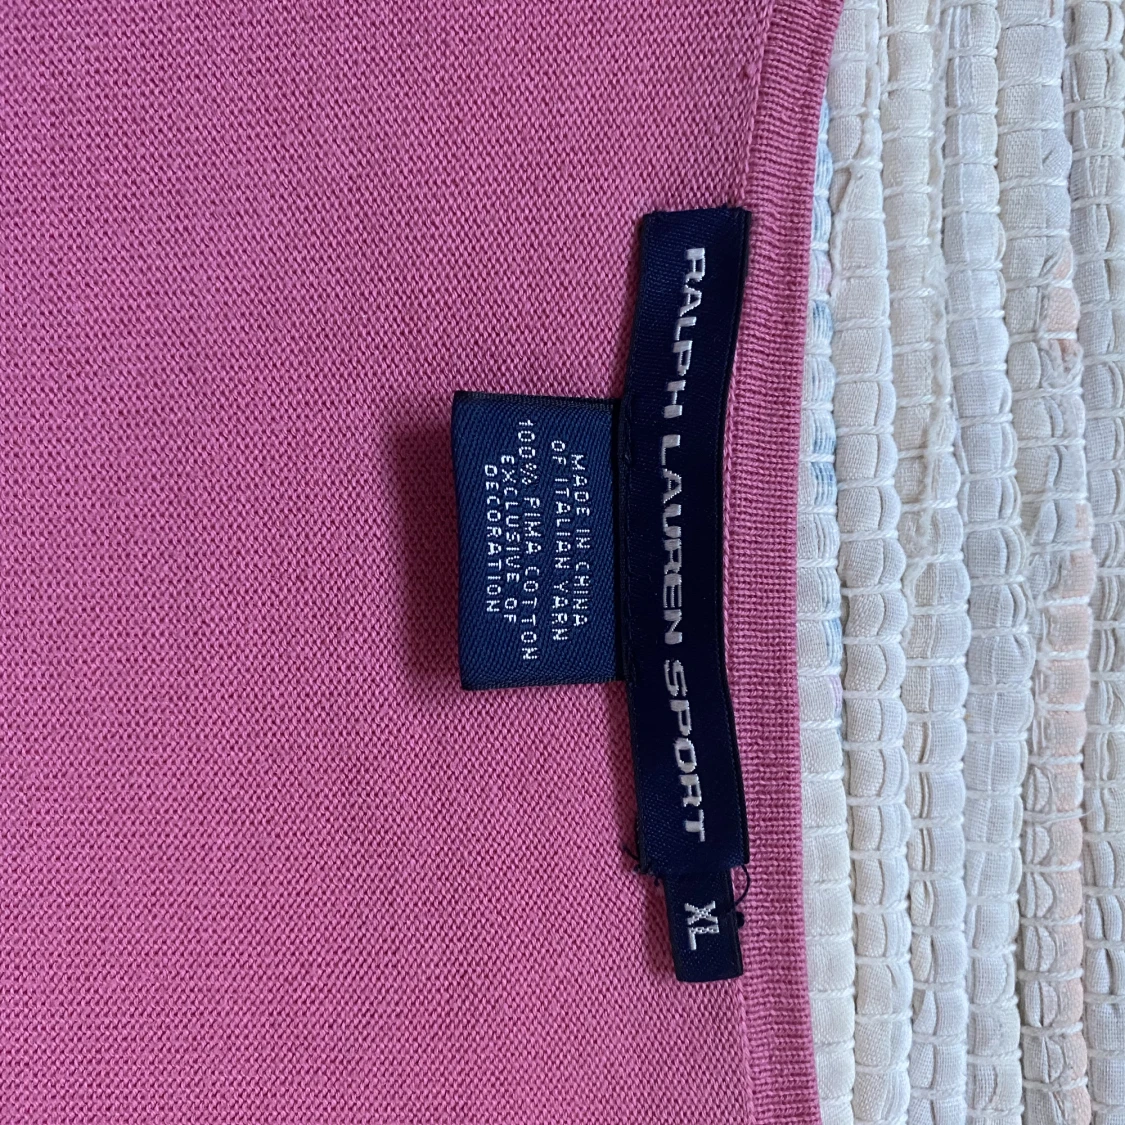 RALPH LAUREN SPORT
XL
MADE IN CHINA
OF ITALIAN YARN
100% PIMA COTTON
EXCLUSIVE OF
DECORATION